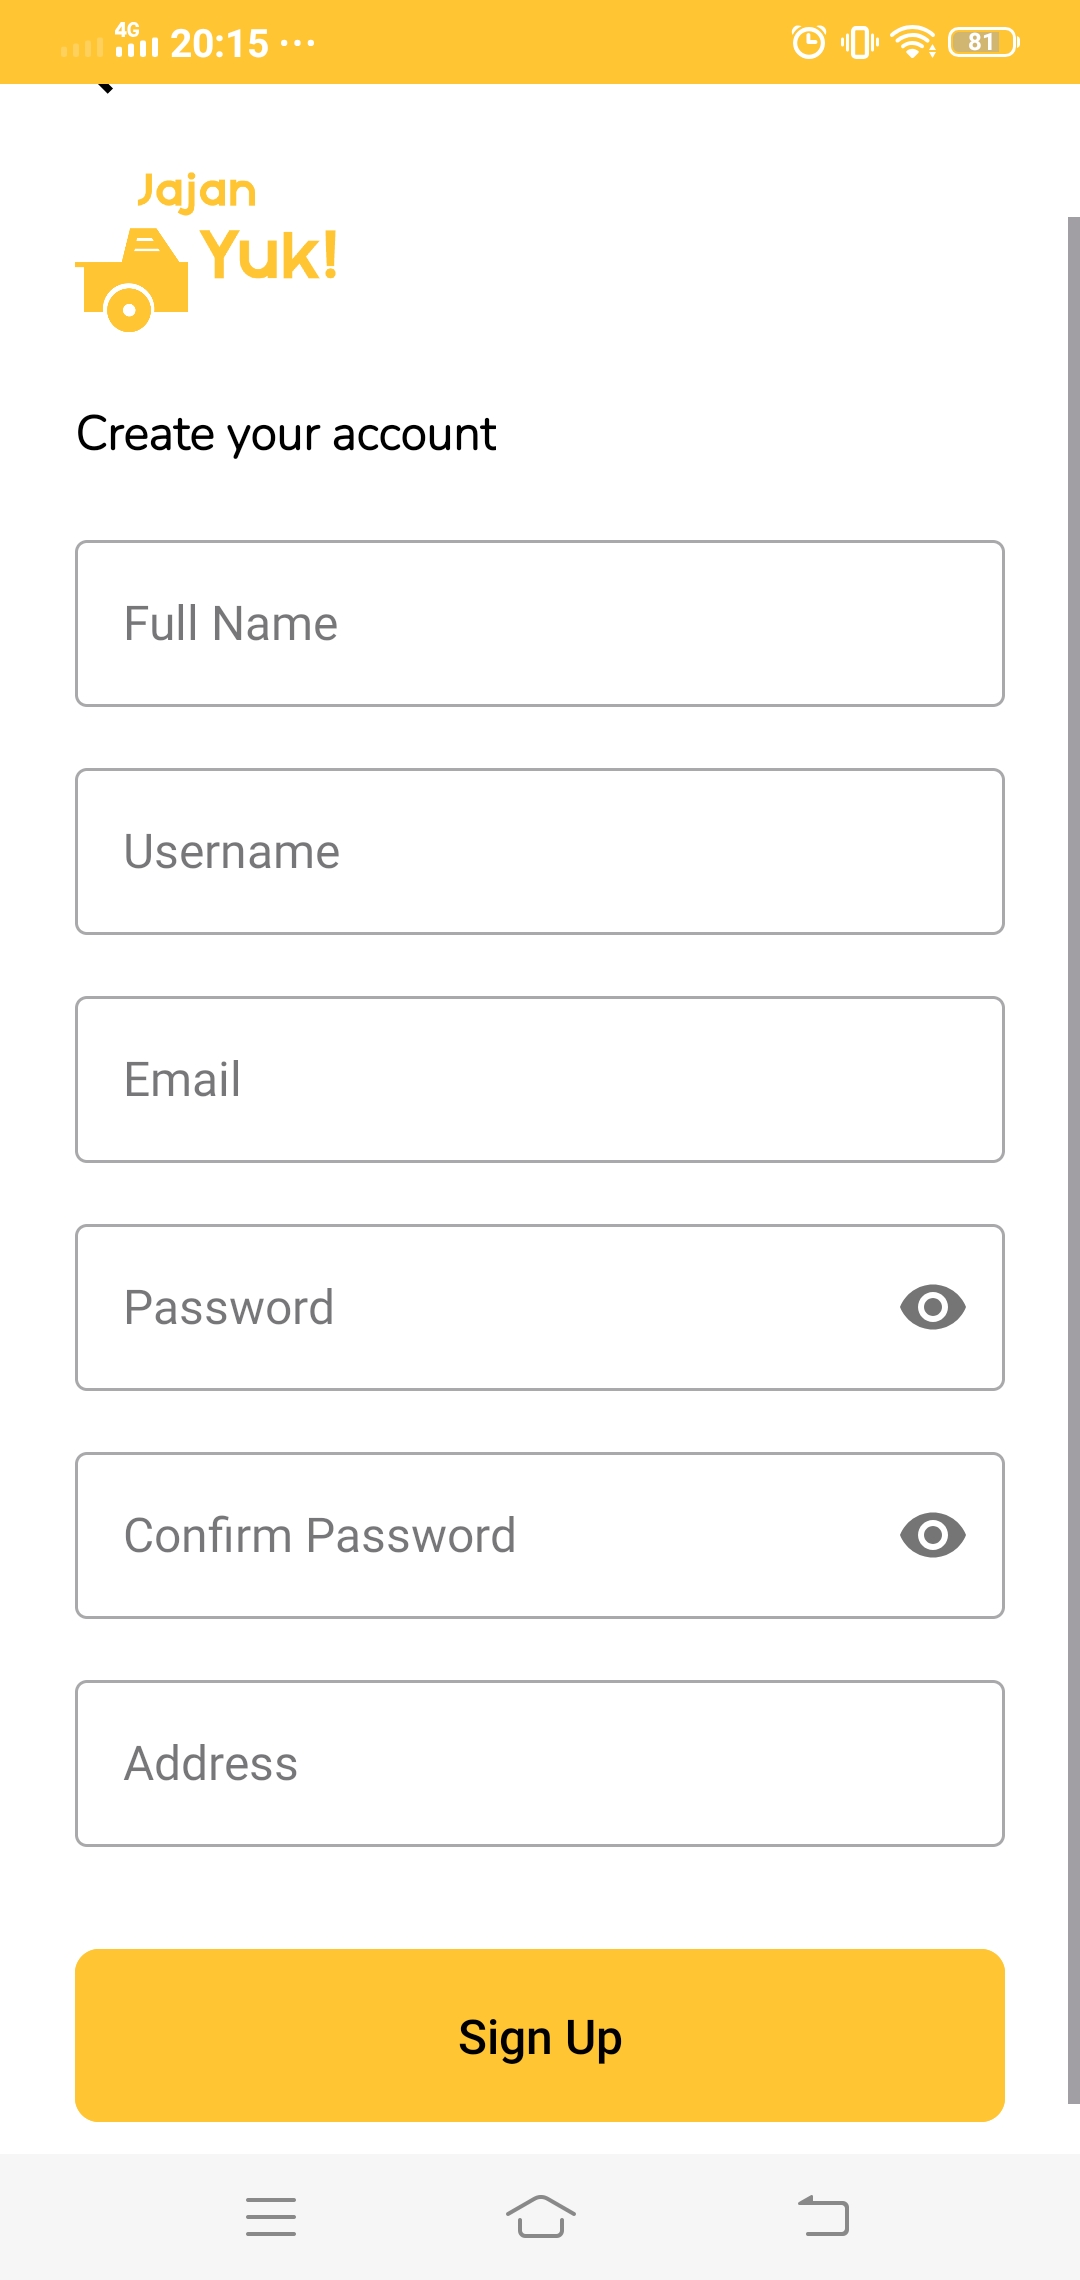 4G 20:15 ... 81
Jajan
Yuk!
Create your account
Full Name
Username
Email
Password
Confirm Password
Address
Sign Up